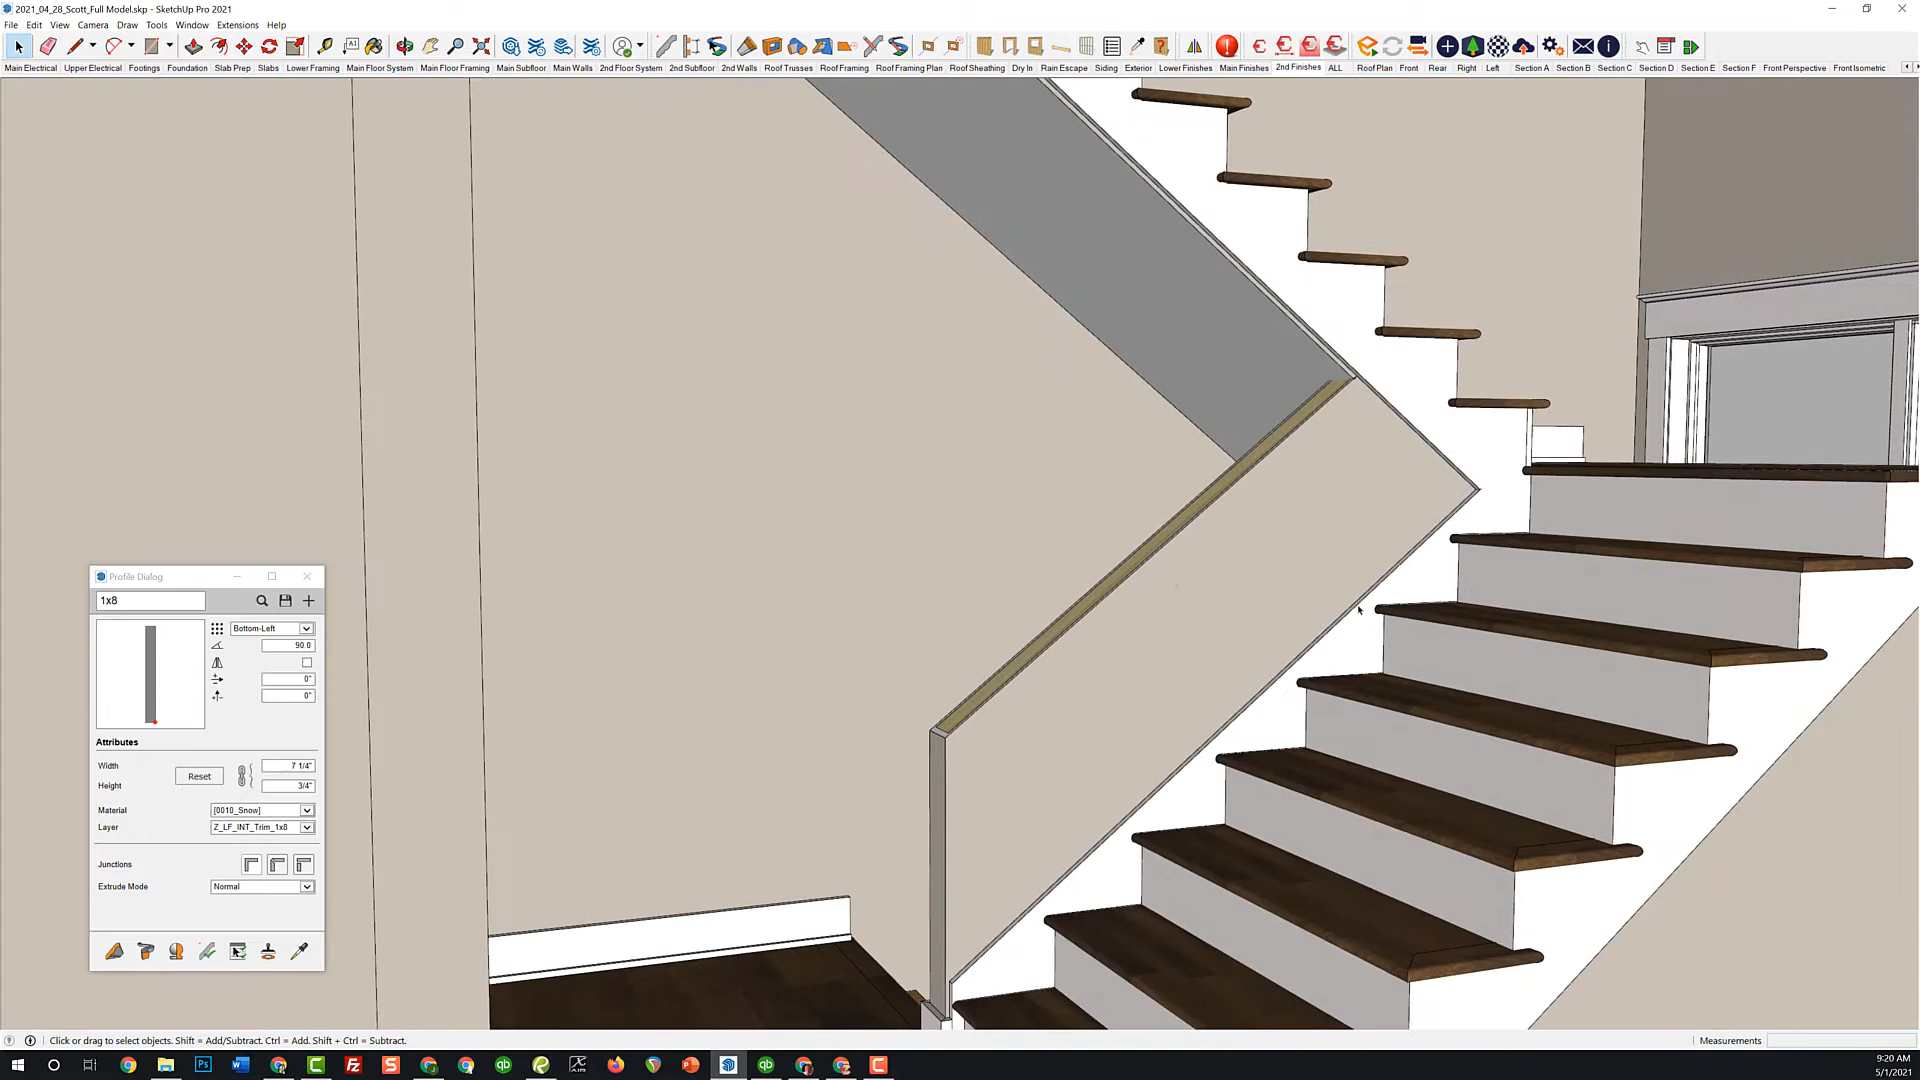 2021_04_28_Scott_Full Model.skp - SketchUp Pro 2021
File Edit View Camera Draw Tools Window Extensions Help
Main Electrical Upper Electrical Footings Foundation Slab Prep Slabs Lower Framing Main Floor System Main Floor Framing Main Subfloor Main Walls 2nd Floor System 2nd Subfloor 2nd Walls Roof Trusses Roof Framing Roof Framing Plan Roof Sheathing Dry In Rain Escape Siding Exterior Lower Finishes Main Finishes 2nd Finishes ALL Roof Plan Front Rear Right Left Section A Section B Section C Section D Section E Section F Front Perspective Front Isometric
Profile Dialog
1x8
Bottom-Left
90.0
0"
0"
Attributes
Width 7 1/4"
Reset
Height 3/4"
Material [0010_Snow]
Layer Z_LF_INT_Trim_1x8
Junctions
Extrude Mode Normal
Click or drag to select objects. Shift = Add/Subtract. Ctrl = Add. Shift + Ctrl = Subtract.
Measurements
9:20 AM
5/1/2021